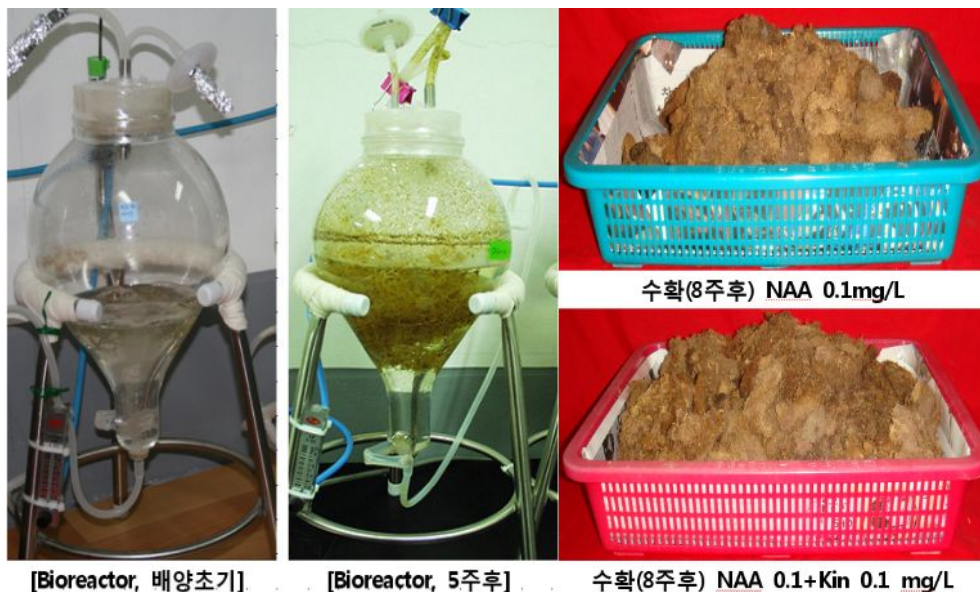 수확(8주후) NAA 0.1mg/L
[Bioreactor, 배양초기]
[Bioreactor, 5주후]
수확(8주후) NAA 0.1+Kin 0.1 mg/L